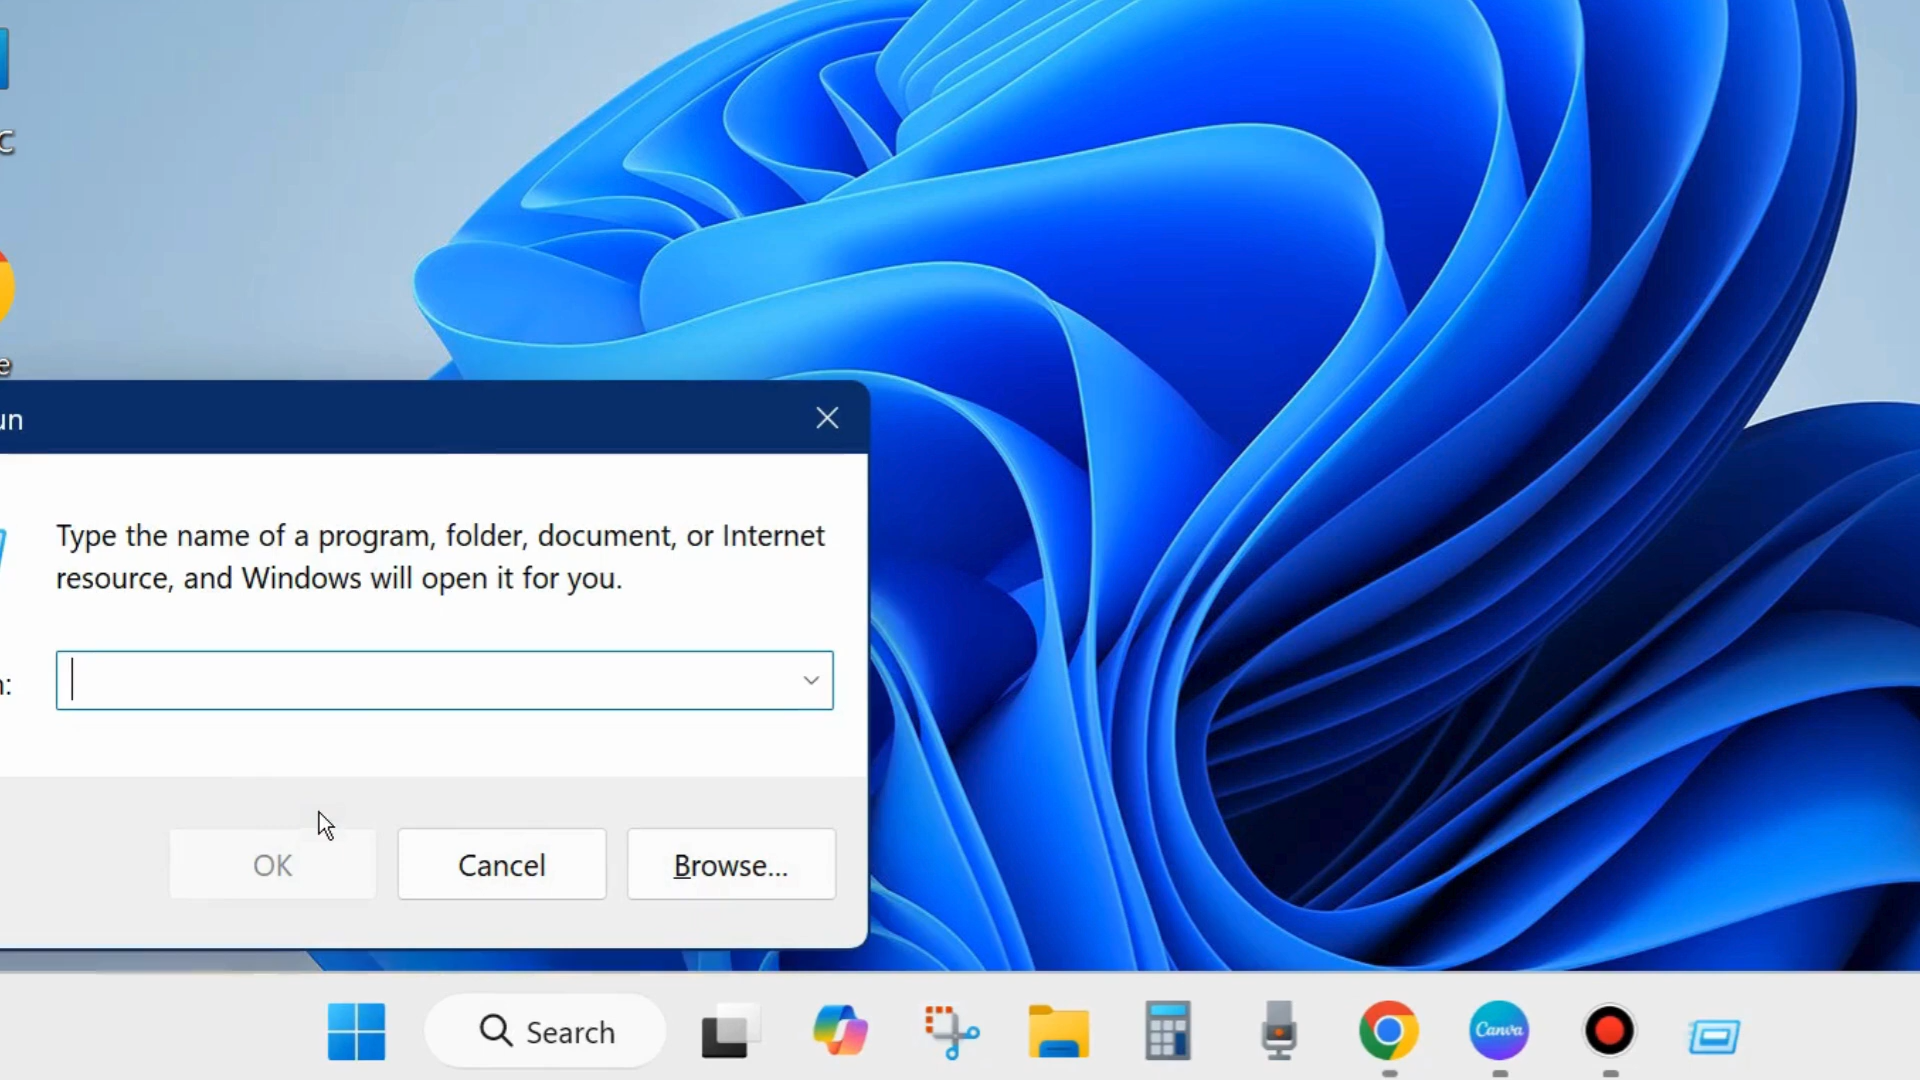 C
e
un
Type the name of a program, folder, document, or Internet
resource, and Windows will open it for you.
n:
OK
Cancel
Browse...
Search
Canva